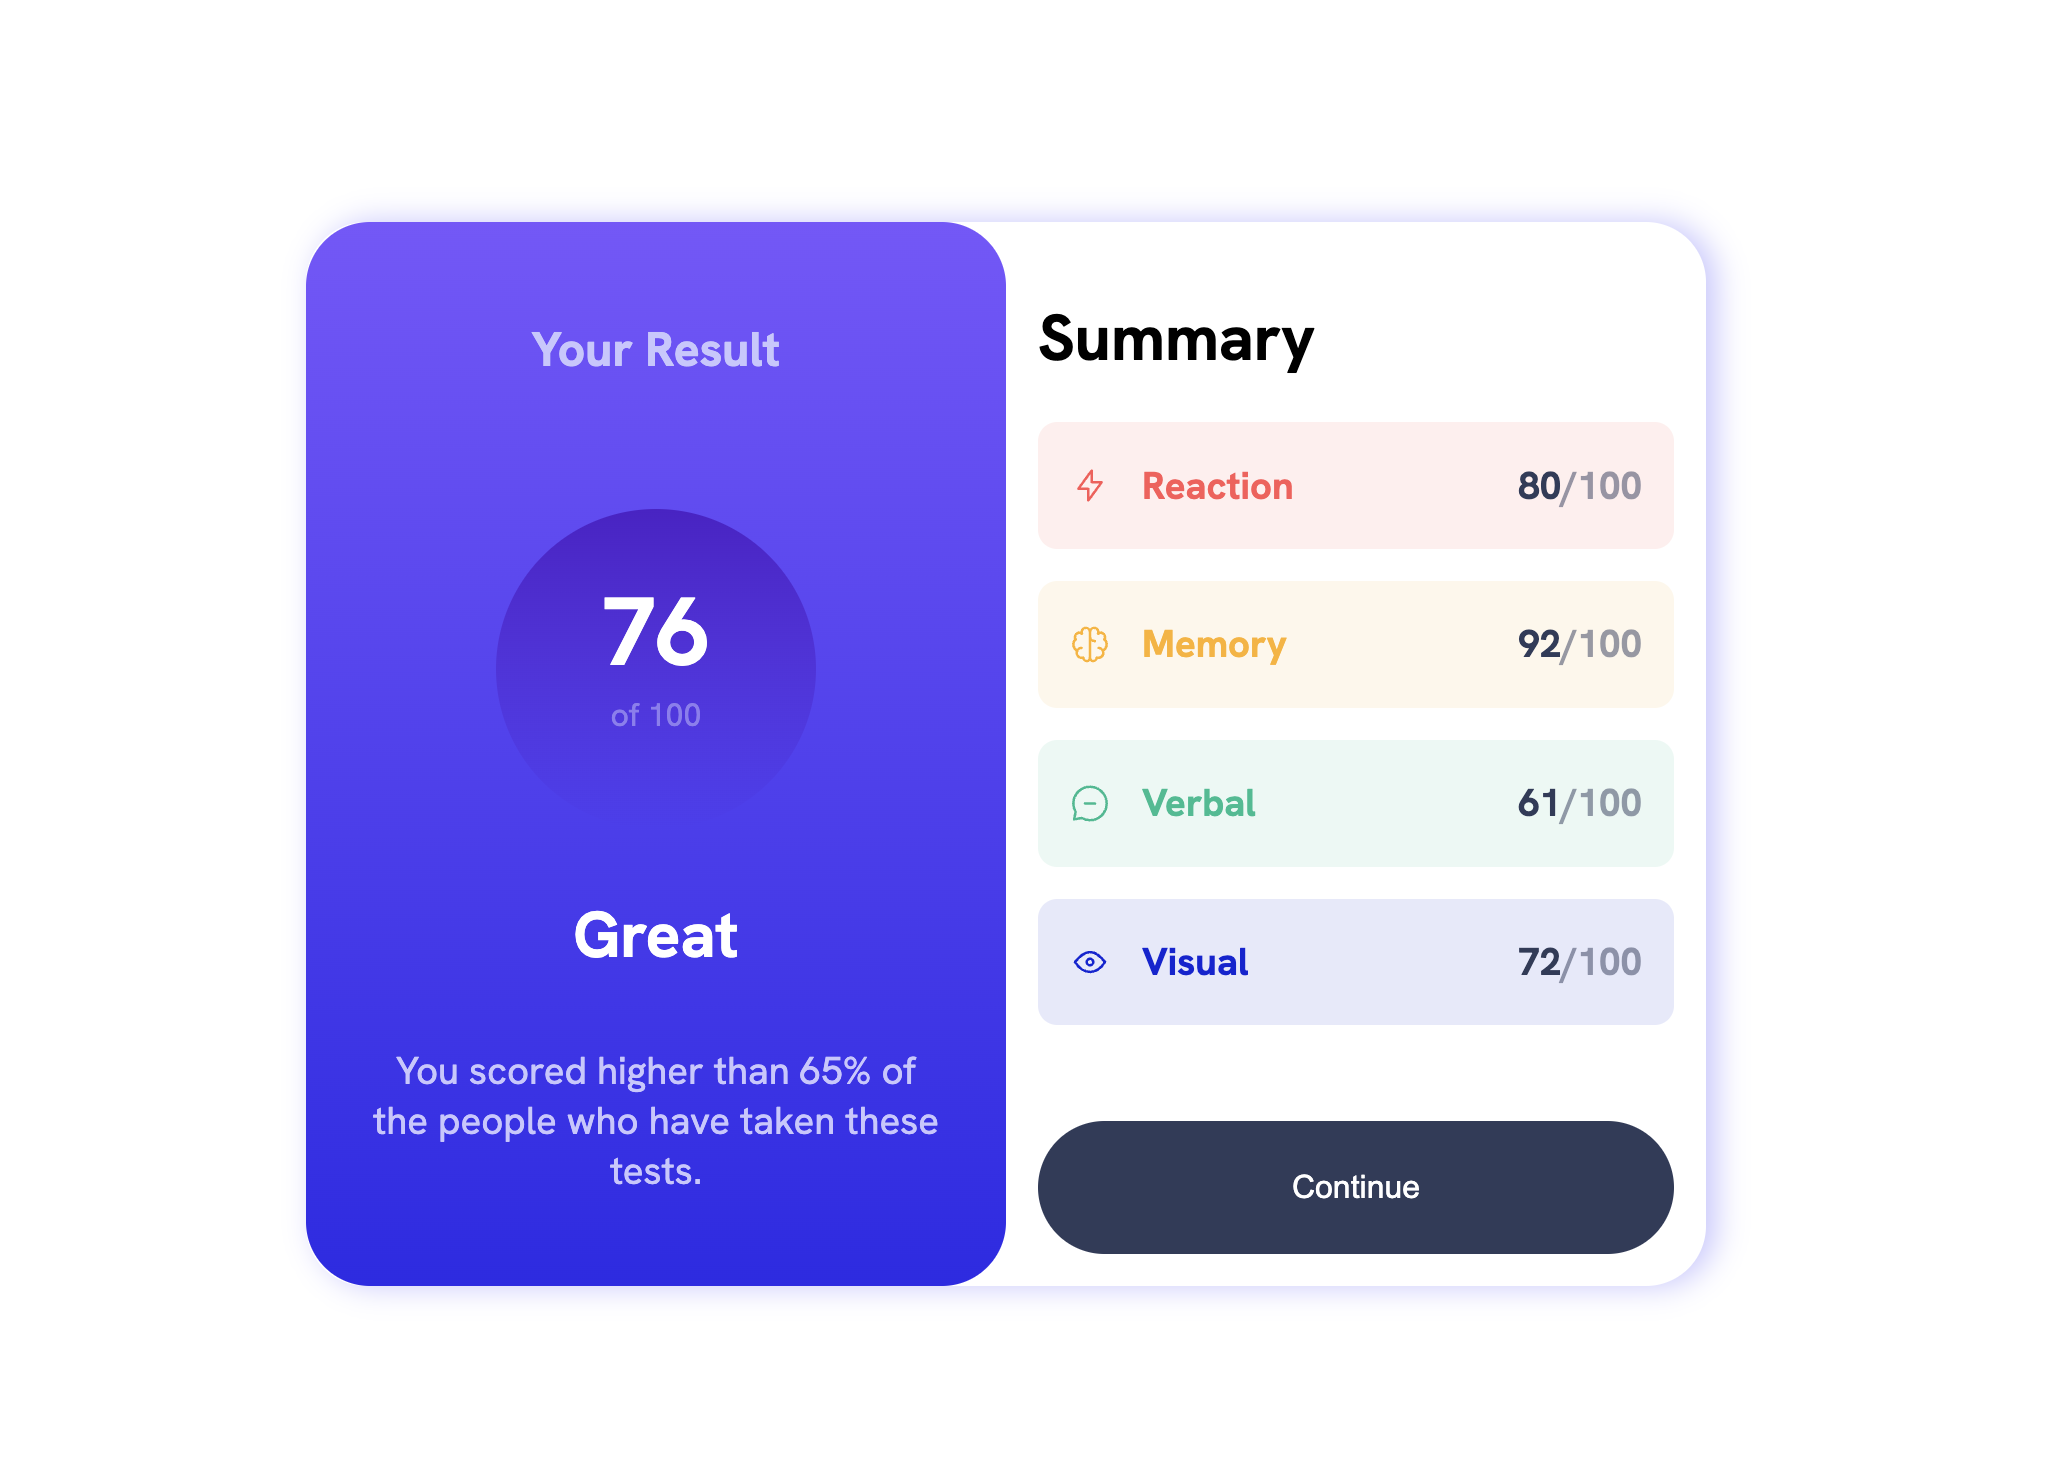 Your Result
76
of 100
Great
You scored higher than 65% of
the people who have taken these
tests.
Summary
Reaction 80/100
Memory 92/100
Verbal 61/100
Visual 72/100
Continue